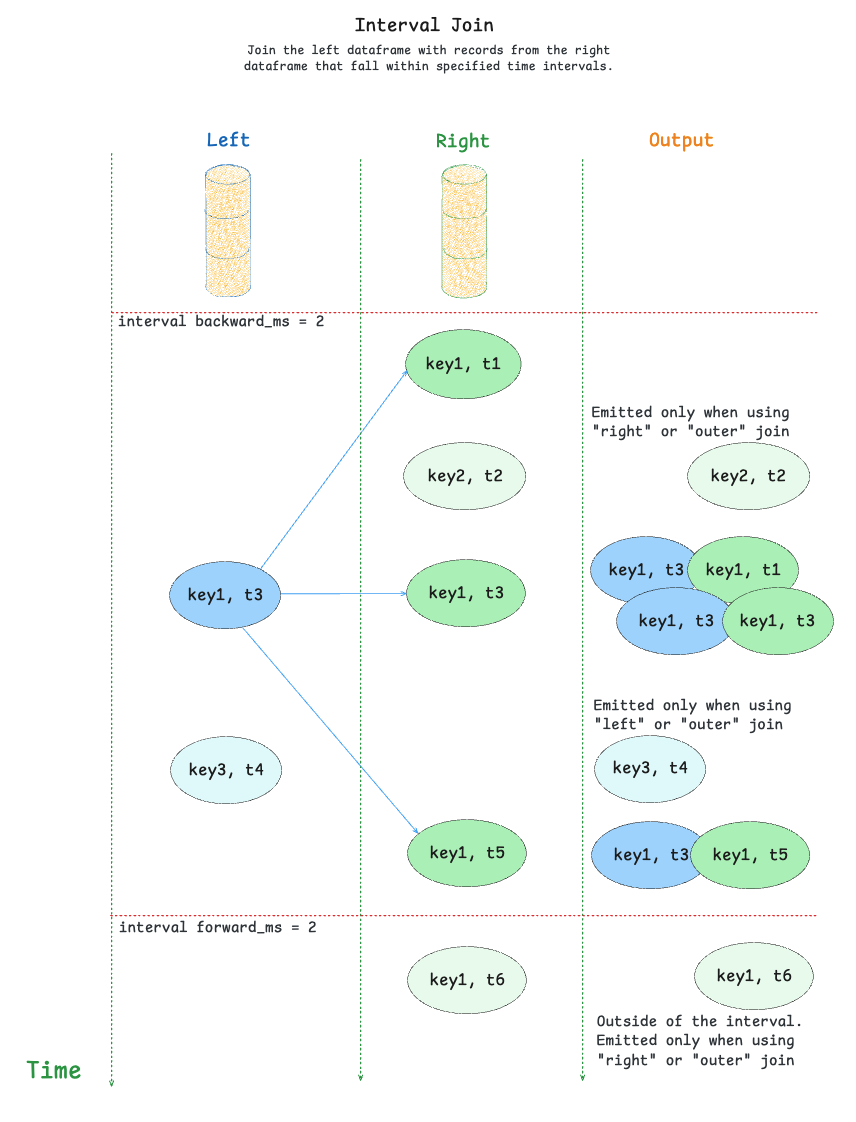 Interval Join
Join the left dataframe with records from the right
dataframe that fall within specified time intervals.
Left
Right
Output
interval backward_ms = 2
key1, t1
Emitted only when using
"right" or "outer" join
key2, t2
key2, t2
key1, t3
key1, t1
key1, t3
key1, t3
key1, t3
key1, t3
Emitted only when using
"left" or "outer" join
key3, t4
key3, t4
key1, t5
key1, t3
key1, t5
interval forward_ms = 2
key1, t6
key1, t6
Outside of the interval.
Emitted only when using
"right" or "outer" join
Time